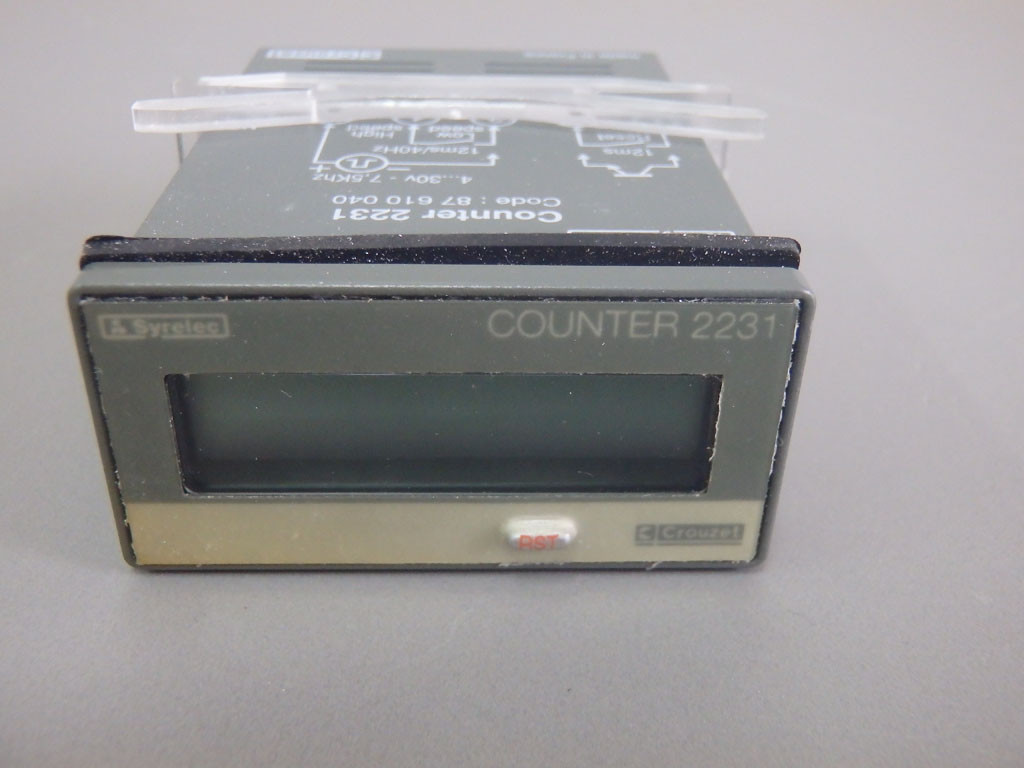 Syrelec
COUNTER 2231
RST
Crouzet
Counter 2231
Code : 87 610 040
4...30v - 7.5Khz
+ -
12ms/40Hz
High speed
Low speed
12ms
Reset